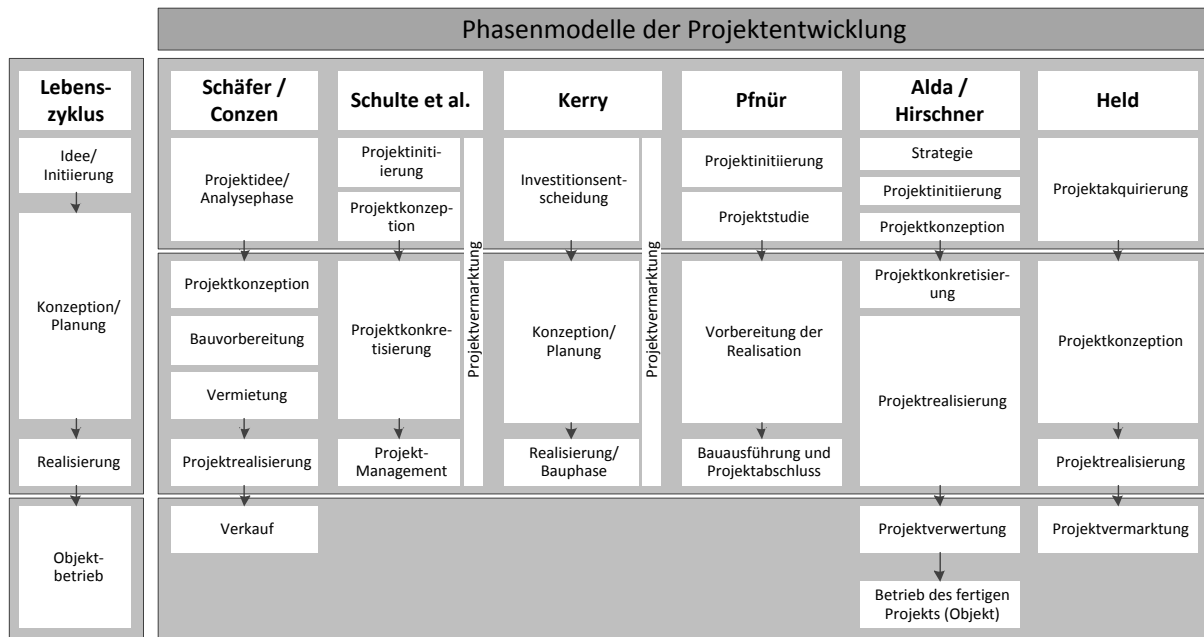 Phasenmodelle der Projektentwicklung
Lebens-
zyklus
Idee/
Initiierung
Konzeption/
Planung
Realisierung
Objekt-
betrieb
Schäfer /
Conzen
Projektidee/
Analysephase
Projektkonzeption
Bauvorbereitung
Vermietung
Projektrealisierung
Verkauf
Schulte et al.
Projektiniti-
ierung
Projektkonzep-
tion
Projektkonkre-
tisierung
Projekt-
Management
Projektvermarktung
Kerry
Investitionsent-
scheidung
Konzeption/
Planung
Realisierung/
Bauphase
Projektvermarktung
Pfnür
Projektinitiierung
Projektstudie
Vorbereitung der
Realisation
Bauausführung und
Projektabschluss
Alda /
Hirschner
Strategie
Projektinitiierung
Projektkonzeption
Projektkonkretisier-
ung
Projektrealisierung
Projektverwertung
Betrieb des fertigen
Projekts (Objekt)
Held
Projektakquirierung
Projektkonzeption
Projektrealisierung
Projektvermarktung